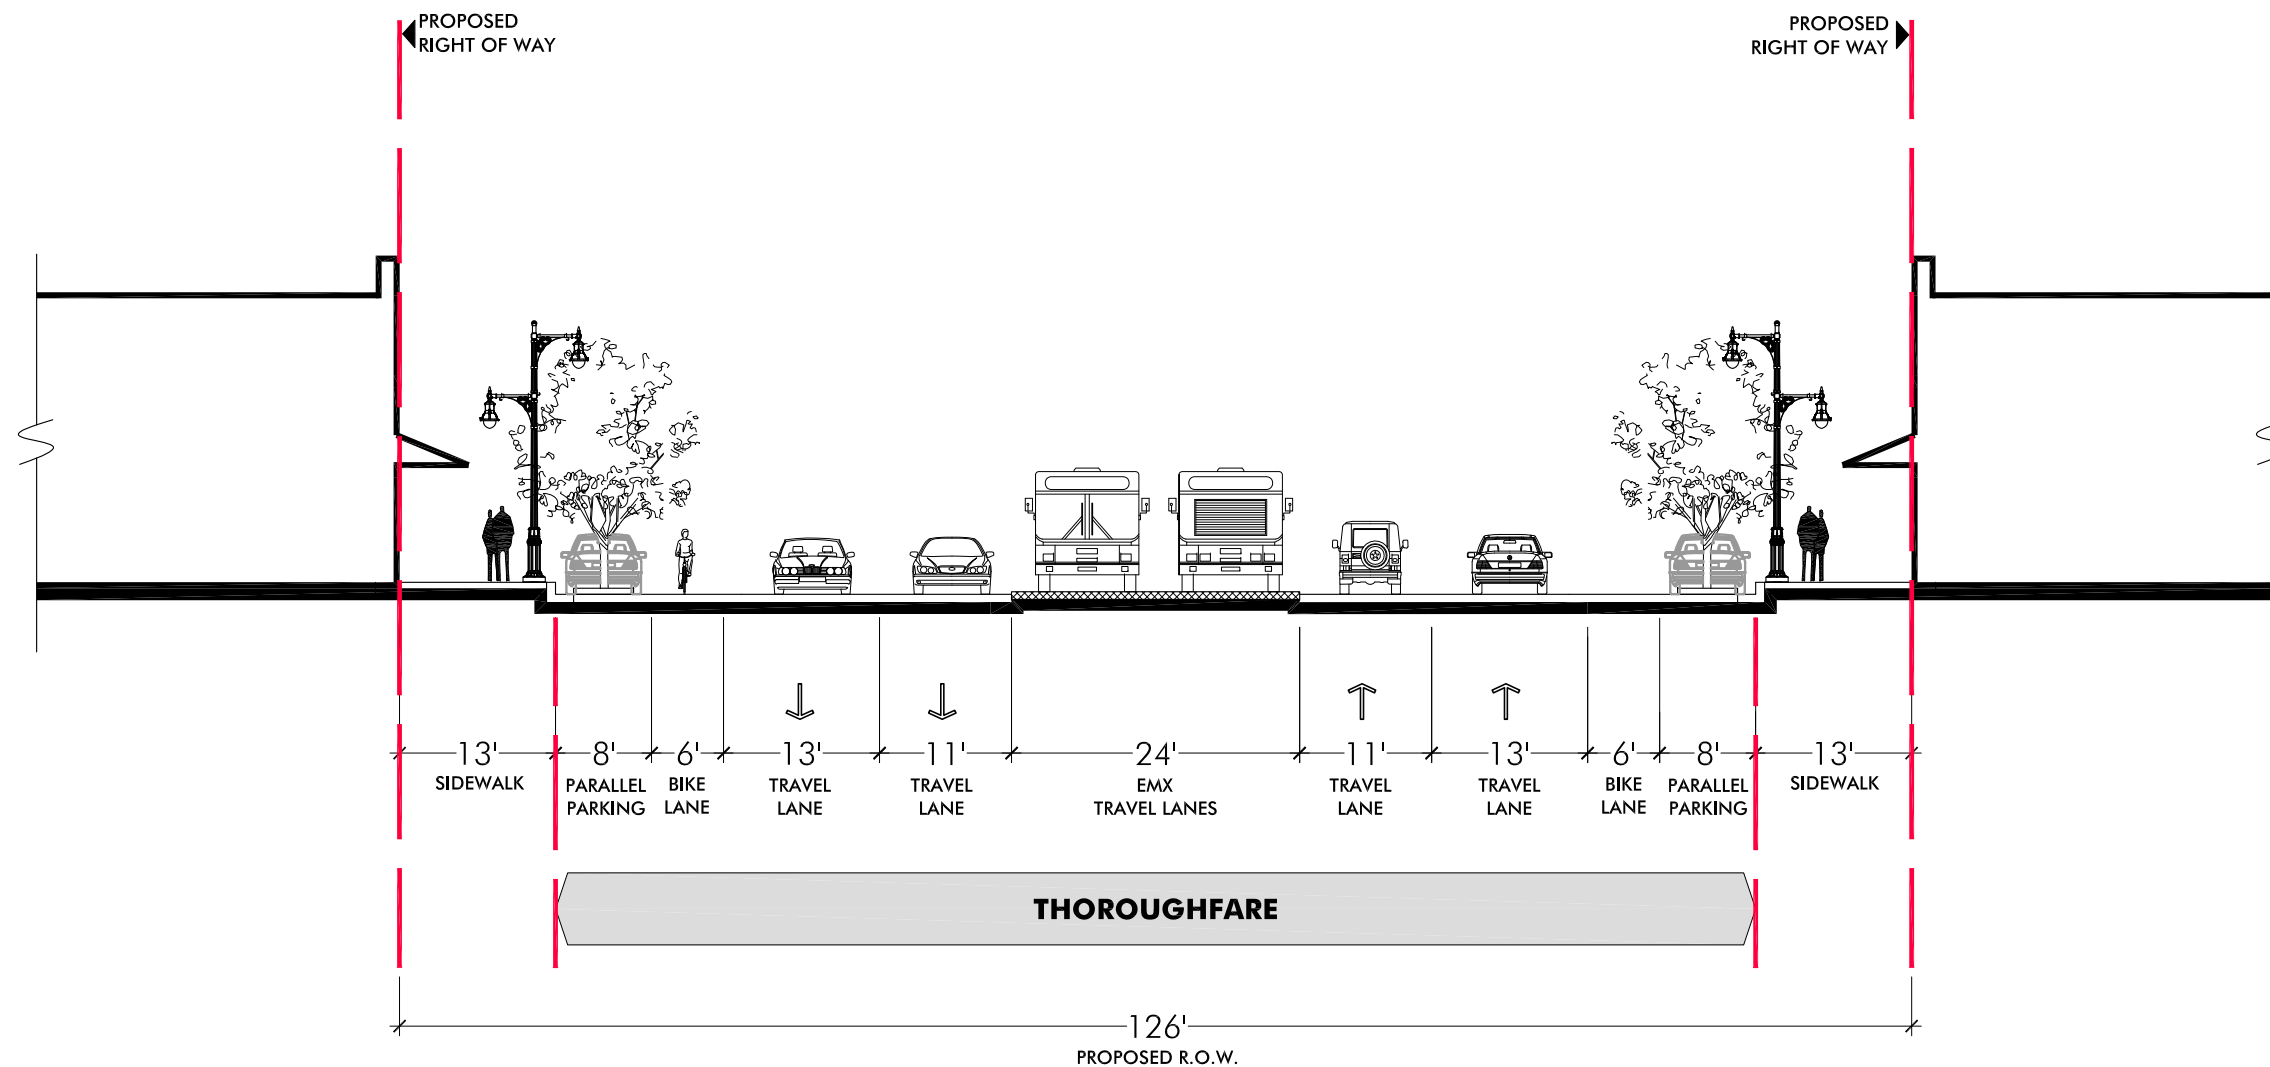 PROPOSED
RIGHT OF WAY
PROPOSED
RIGHT OF WAY
13' 8' 6' 13' 11' 24' 11' 13' 6' 8' 13'
SIDEWALK PARALLEL BIKE TRAVEL TRAVEL EMX TRAVEL TRAVEL BIKE PARALLEL SIDEWALK
PARKING LANE LANE LANE TRAVEL LANES LANE LANE LANE PARKING
THOROUGHFARE
126'
PROPOSED R.O.W.